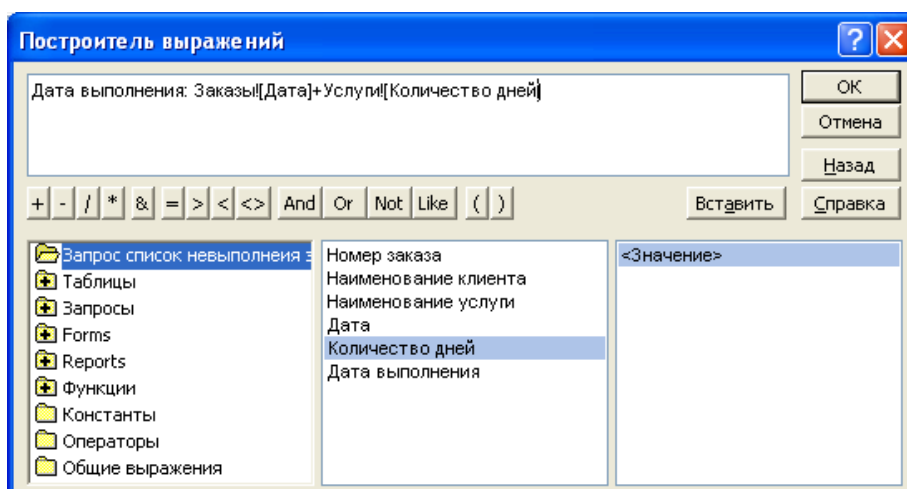 Построитель выражений
?
Дата выполнения: Заказы![Дата]+Услуги![Количество дней]
ОК
Отмена
Назад
+ - / * & = > < <> And Or Not Like ( )
Вставить
Справка
Запрос список невыполнеия з
Таблицы
Запросы
Forms
Reports
Функции
Константы
Операторы
Общие выражения
Номер заказа
Наименование клиента
Наименование услуги
Дата
Количество дней
Дата выполнения
<Значение>